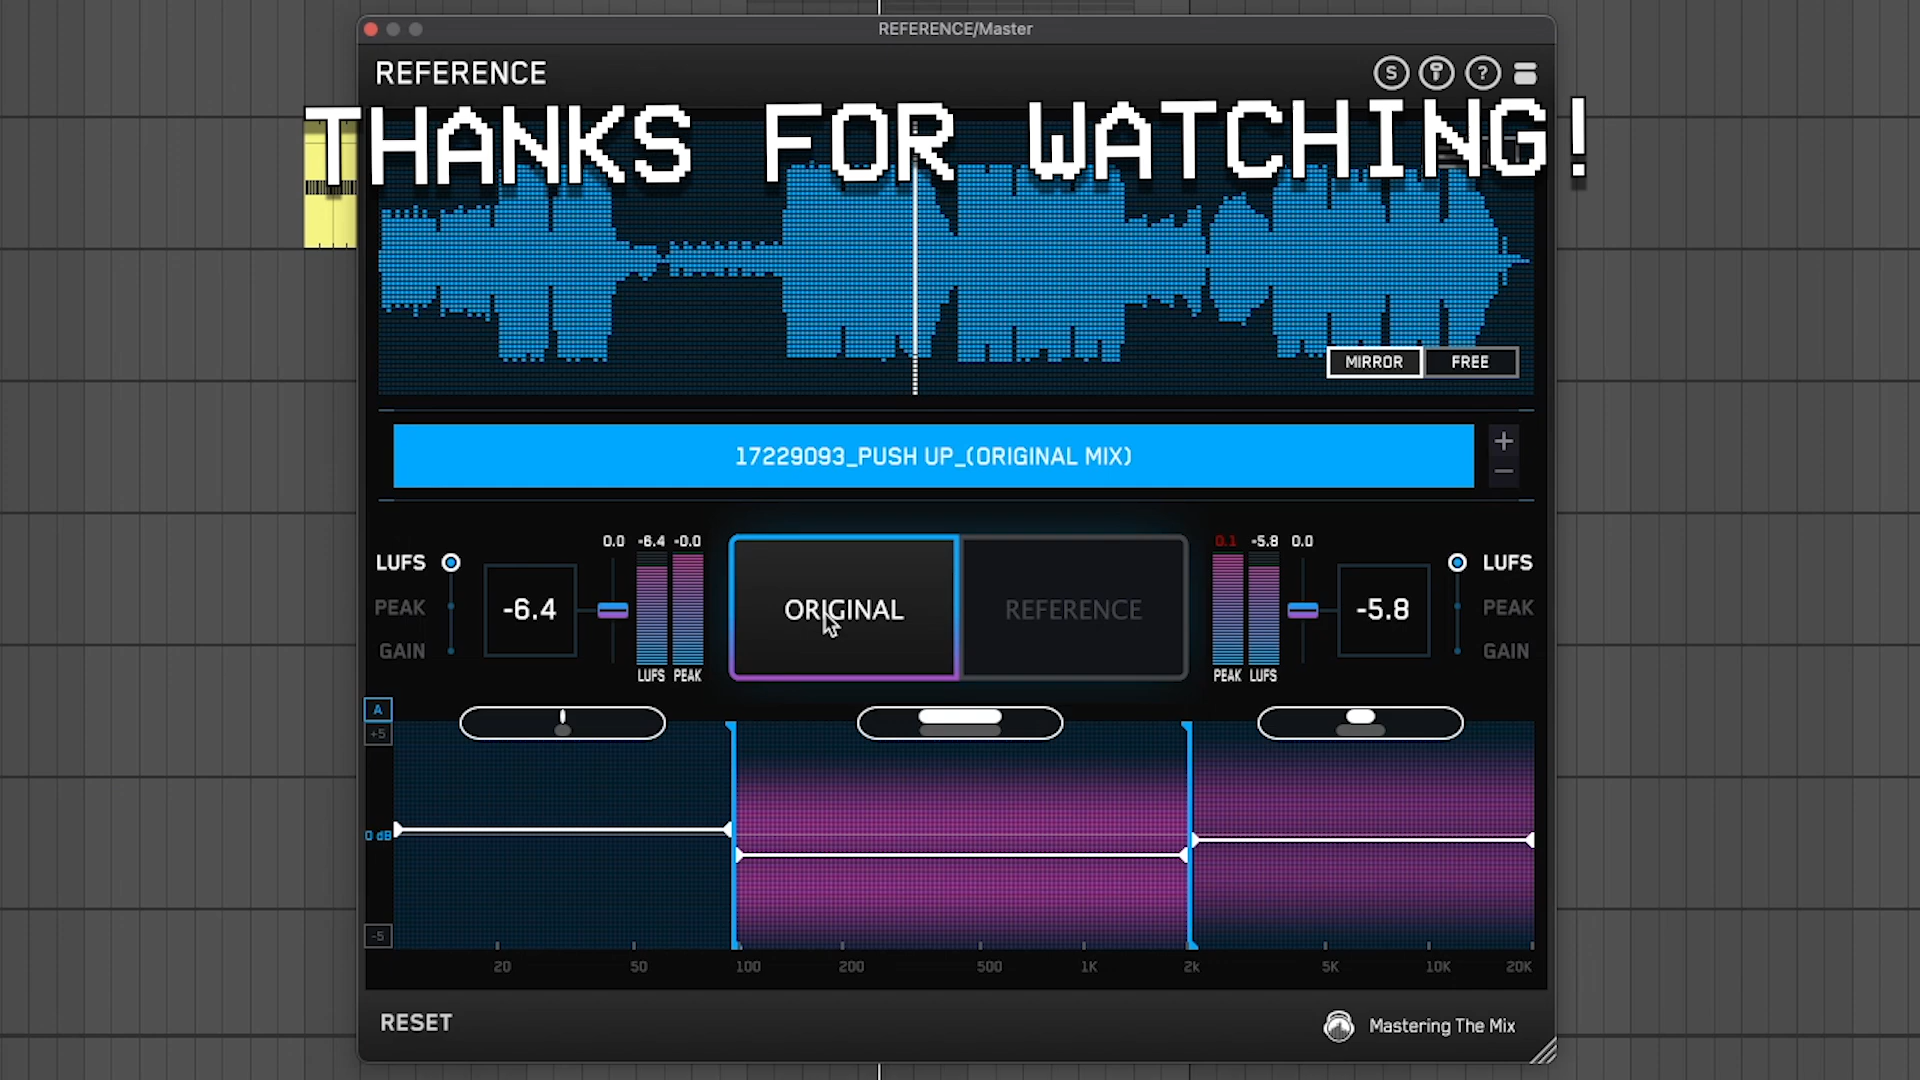 REFERENCE/Master
REFERENCE
S ?
THANKS FOR WATCHING!
MIRROR FREE
17229093_PUSH UP_(ORIGINAL MIX)
+
−
0.0 -6.4 -0.0
0.1 -5.8 0.0
LUFS
PEAK
GAIN
-6.4
LUFS PEAK
ORIGINAL REFERENCE
PEAK LUFS
-5.8
LUFS
PEAK
GAIN
A
+5
0 dB
-5
20 50 100 200 500 1K 2K 5K 10K 20K
RESET
Mastering The Mix